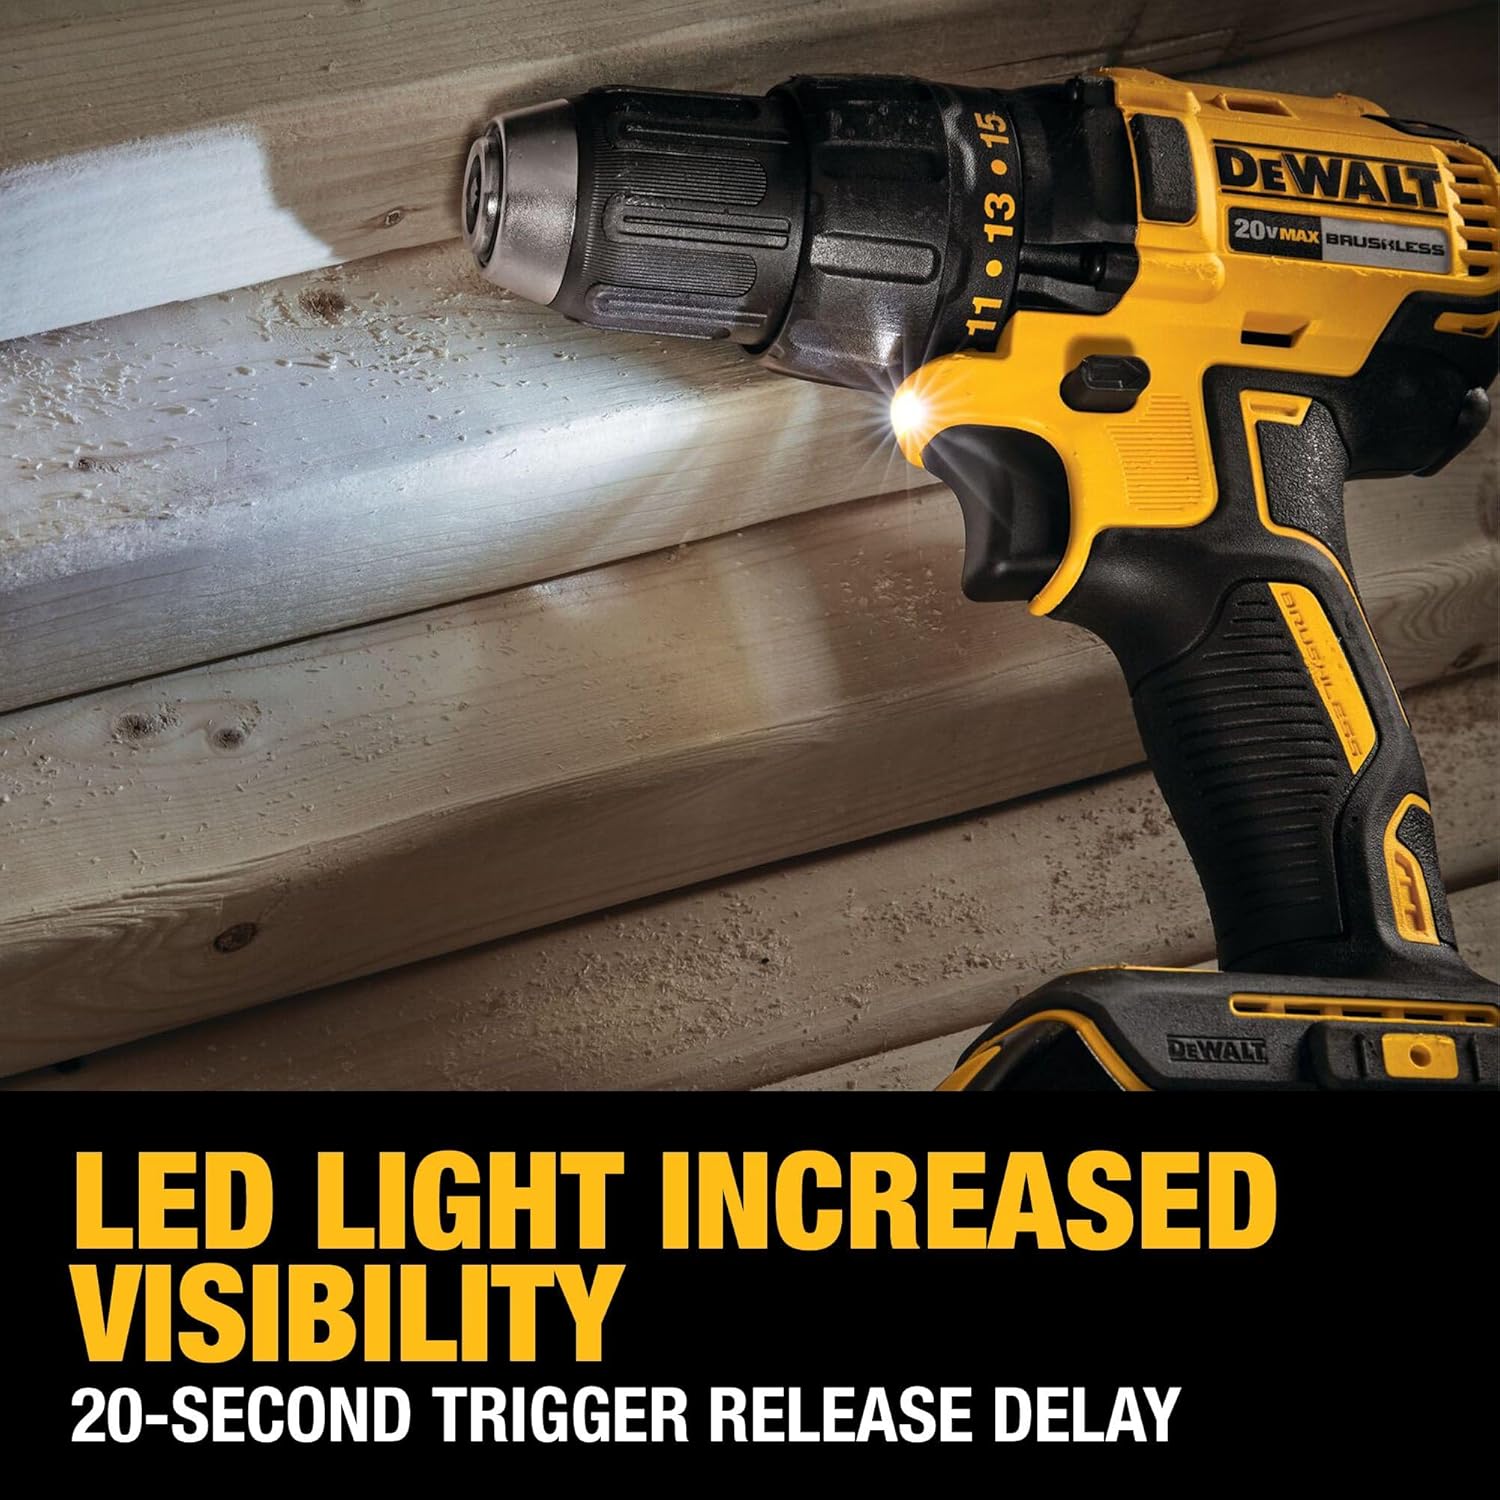 15
13
11
DEWALT
20V MAX BRUSHLESS
BRUSHLESS
DEWALT
LED LIGHT INCREASED
VISIBILITY
20-SECOND TRIGGER RELEASE DELAY